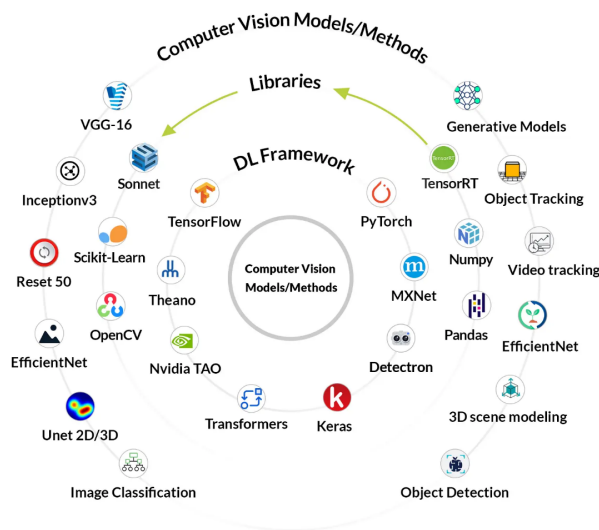 Computer Vision Models/Methods
Libraries
DL Framework
VGG-16
Generative Models
Sonnet
TensorRT
TensorRT
Inceptionv3
Object Tracking
TensorFlow
PyTorch
Scikit-Learn
Numpy
Reset 50
Video tracking
Computer Vision
Models/Methods
Theano
MXNet
OpenCV
Pandas
EfficientNet
EfficientNet
Nvidia TAO
Detectron
Transformers
Keras
3D scene modeling
Unet 2D/3D
Image Classification
Object Detection